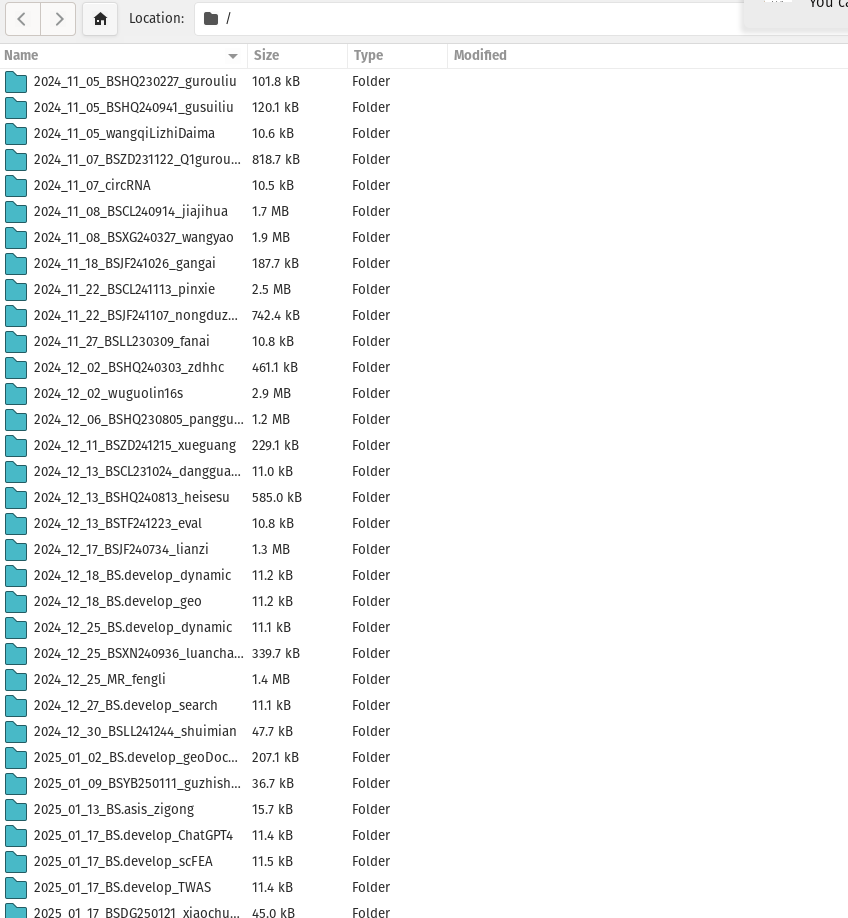 You ca
Location: /
Name Size Type Modified
2024_11_05_BSHQ230227_gurouliu 101.8 kB Folder
2024_11_05_BSHQ240941_gusuiliu 120.1 kB Folder
2024_11_05_wangqiLizhiDaima 10.6 kB Folder
2024_11_07_BSZD231122_Q1gurou... 818.7 kB Folder
2024_11_07_circRNA 10.5 kB Folder
2024_11_08_BSCL240914_jiajihua 1.7 MB Folder
2024_11_08_BSXG240327_wangyao 1.9 MB Folder
2024_11_18_BSJF241026_gangai 187.7 kB Folder
2024_11_22_BSCL241113_pinxie 2.5 MB Folder
2024_11_22_BSJF241107_nongduz... 742.4 kB Folder
2024_11_27_BSLL230309_fanai 10.8 kB Folder
2024_12_02_BSHQ240303_zdhhc 461.1 kB Folder
2024_12_02_wuguolin16s 2.9 MB Folder
2024_12_06_BSHQ230805_panggu... 1.2 MB Folder
2024_12_11_BSZD241215_xueguang 229.1 kB Folder
2024_12_13_BSCL231024_danggua... 11.0 kB Folder
2024_12_13_BSHQ240813_heisesu 585.0 kB Folder
2024_12_13_BSTF241223_eval 10.8 kB Folder
2024_12_17_BSJF240734_lianzi 1.3 MB Folder
2024_12_18_BS.develop_dynamic 11.2 kB Folder
2024_12_18_BS.develop_geo 11.2 kB Folder
2024_12_25_BS.develop_dynamic 11.1 kB Folder
2024_12_25_BSXN240936_luancha... 339.7 kB Folder
2024_12_25_MR_fengli 1.4 MB Folder
2024_12_27_BS.develop_search 11.1 kB Folder
2024_12_30_BSLL241244_shuimian 47.7 kB Folder
2025_01_02_BS.develop_geoDoc... 207.1 kB Folder
2025_01_09_BSYB250111_guzhish... 36.7 kB Folder
2025_01_13_BS.asis_zigong 15.7 kB Folder
2025_01_17_BS.develop_ChatGPT4 11.4 kB Folder
2025_01_17_BS.develop_scFEA 11.5 kB Folder
2025_01_17_BS.develop_TWAS 11.4 kB Folder
2025_01_17_BSDG250121_xiaochu... 45.0 kB Folder